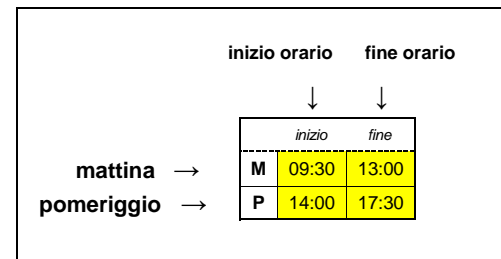 inizio orario fine orario
↓ ↓
inizio fine
mattina → M 09:30 13:00
pomeriggio → P 14:00 17:30